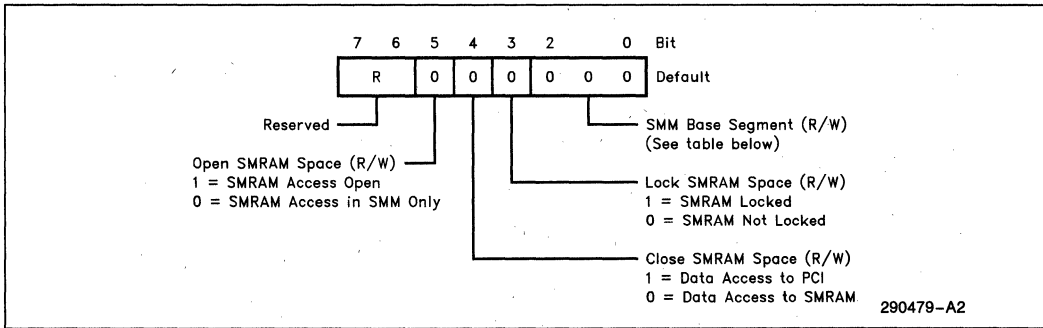 7 6 5 4 3 2 0 Bit
R 0 0 0 0 0 0 Default
Reserved
Open SMRAM Space (R/W)
1 = SMRAM Access Open
0 = SMRAM Access in SMM Only
SMM Base Segment (R/W)
(See table below)
Lock SMRAM Space (R/W)
1 = SMRAM Locked
0 = SMRAM Not Locked
Close SMRAM Space (R/W)
1 = Data Access to PCI
0 = Data Access to SMRAM
290479-A2